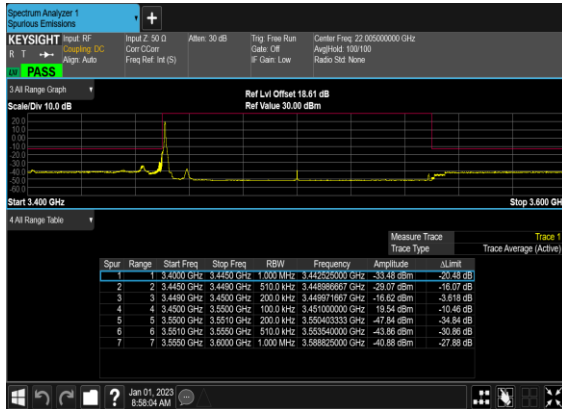 Spectrum Analyzer 1
Spurious Emissions
+
KEYSIGHT Input: RF Input Z: 50 Ω Atten: 30 dB Trig: Free Run Center Freq: 22.005000000 GHz
R T Coupling: DC Corr CCorr Gate: Off Avg|Hold: 100/100
Align: Auto Freq Ref: Int (S) IF Gain: Low Radio Std: None
PASS
3 All Range Graph
Ref Lvl Offset 18.61 dB
Scale/Div 10.0 dB Ref Value 30.00 dBm
20.0
10.0
0.00
-10.0
-20.0
-30.0
-40.0
-50.0
-60.0
Start 3.400 GHz Stop 3.600 GHz
4 All Range Table
Measure Trace Trace 1
Trace Type Trace Average (Active)
Spur Range Start Freq Stop Freq RBW Frequency Amplitude ΔLimit
1 1 3.4000 GHz 3.4450 GHz 1.000 MHz 3.442525000 GHz -33.48 dBm -20.48 dB
2 2 3.4450 GHz 3.4490 GHz 510.0 kHz 3.448986667 GHz -29.07 dBm -16.07 dB
3 3 3.4490 GHz 3.4500 GHz 200.0 kHz 3.449971667 GHz -16.62 dBm -3.618 dB
4 4 3.4500 GHz 3.5500 GHz 100.0 kHz 3.451000000 GHz 19.54 dBm -10.46 dB
5 5 3.5500 GHz 3.5510 GHz 200.0 kHz 3.550403333 GHz -47.84 dBm -34.84 dB
6 6 3.5510 GHz 3.5550 GHz 510.0 kHz 3.553540000 GHz -43.86 dBm -30.86 dB
7 7 3.5550 GHz 3.6000 GHz 1.000 MHz 3.588825000 GHz -40.88 dBm -27.88 dB
? Jan 01, 2023
8:58:04 AM